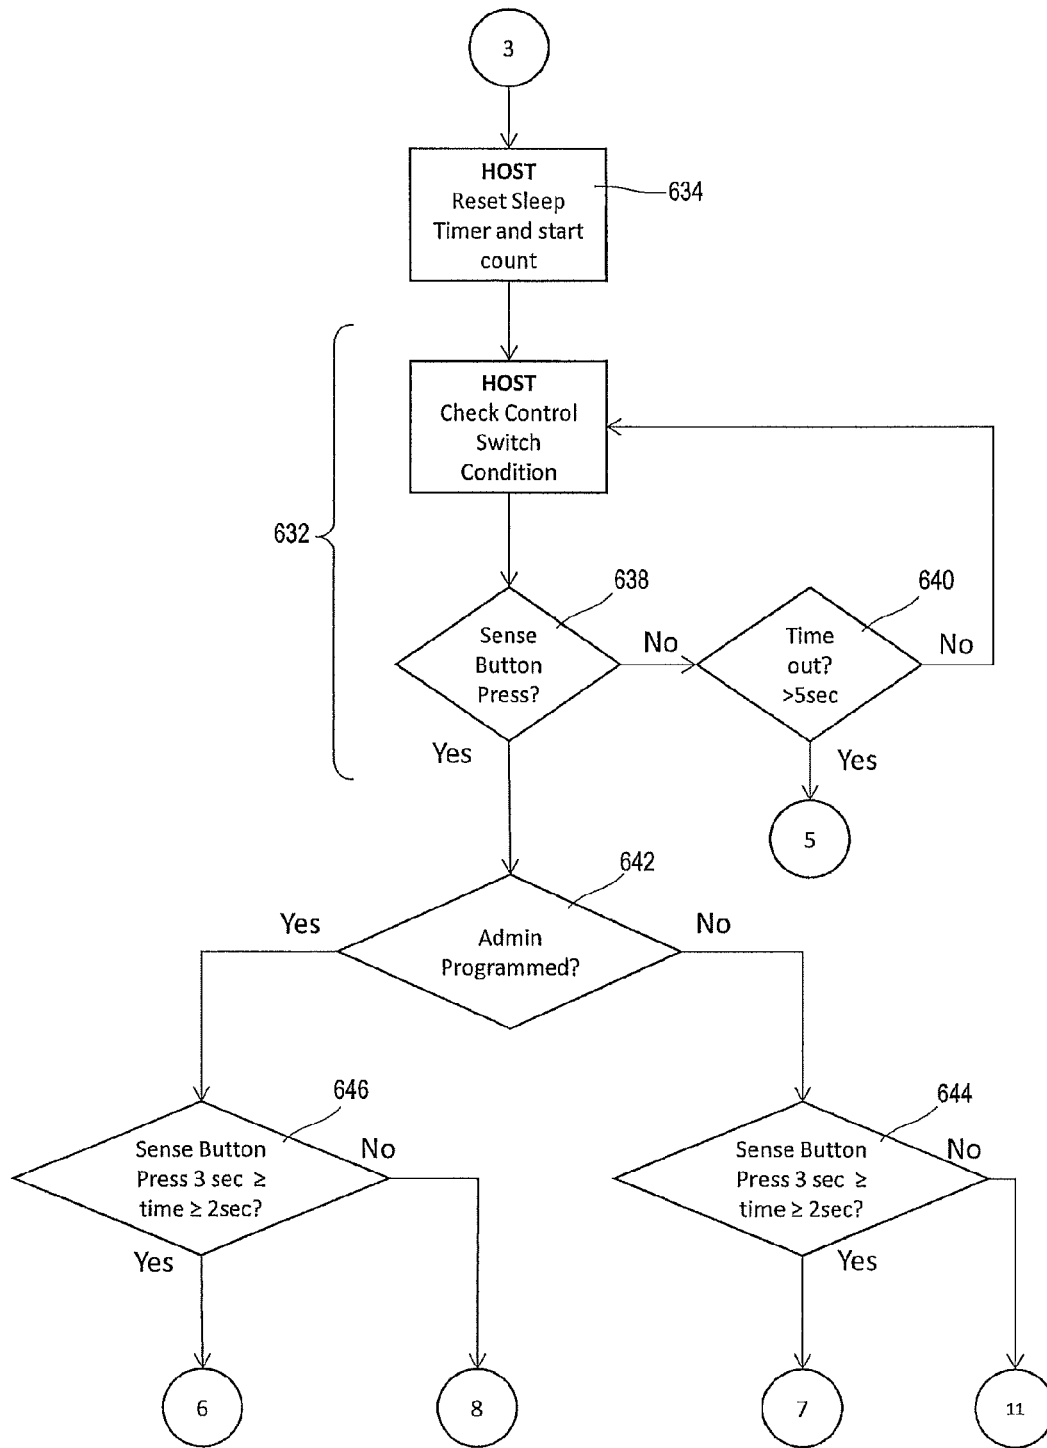 3
HOST
Reset Sleep
Timer and start
count
634
HOST
Check Control
Switch
Condition
632
638
Sense
Button
Press?
No
640
Time
out?
>5sec
No
Yes
Yes
5
642
Admin
Programmed?
Yes
No
646
Sense Button
Press 3 sec ≥
time ≥ 2sec?
No
Yes
644
Sense Button
Press 3 sec ≥
time ≥ 2sec?
No
Yes
6
8
7
11